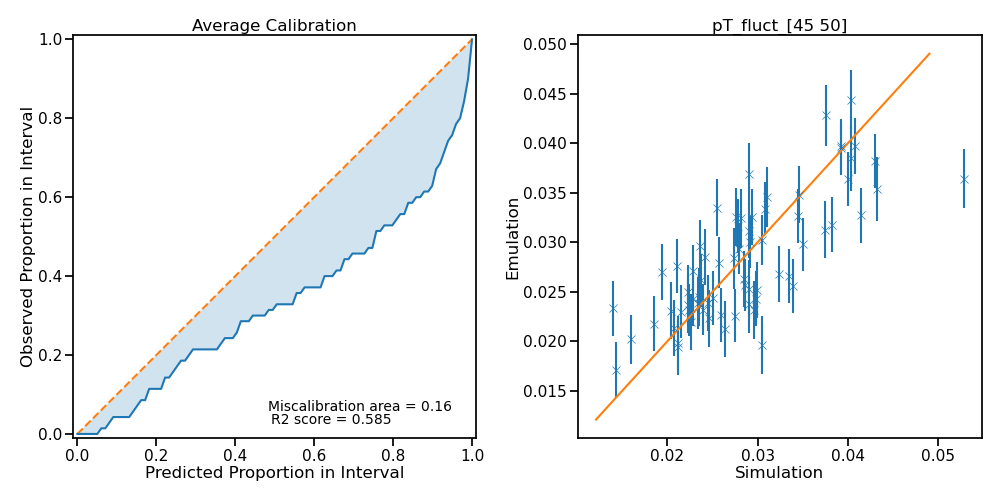 Average Calibration
1.0
0.8
0.6
0.4
0.2
0.0
Observed Proportion in Interval
Miscalibration area = 0.16
R2 score = 0.585
0.0 0.2 0.4 0.6 0.8 1.0
Predicted Proportion in Interval
pT fluct [45 50]
0.050
0.045
0.040
0.035
0.030
0.025
0.020
0.015
Emulation
0.02 0.03 0.04 0.05
Simulation